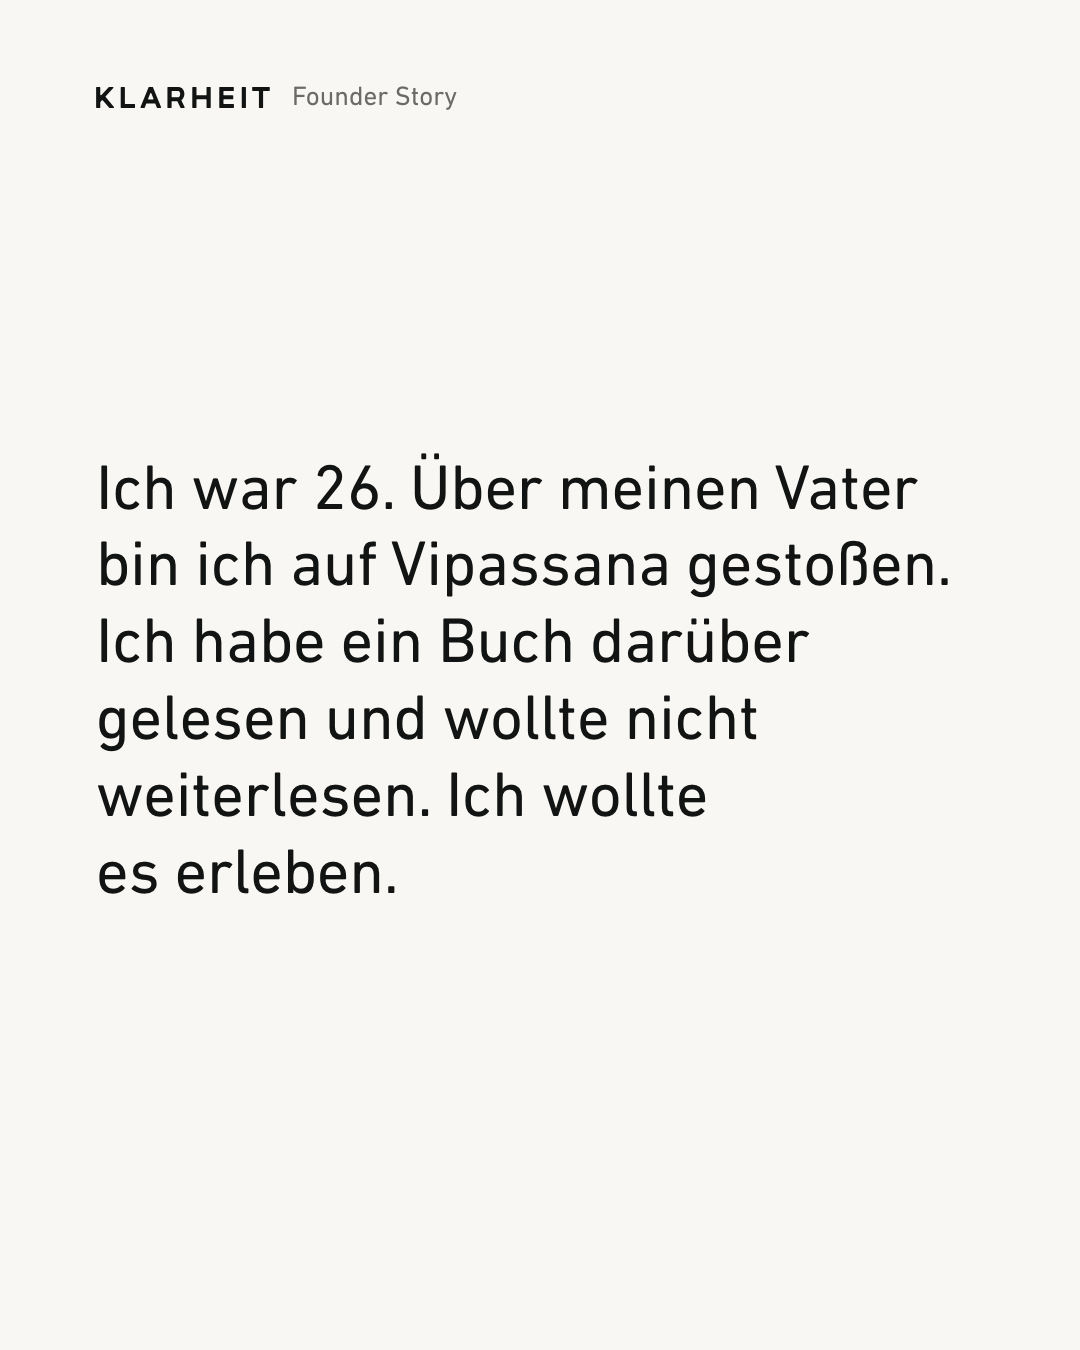 KLARHEIT Founder Story
Ich war 26. Über meinen Vater
bin ich auf Vipassana gestoßen.
Ich habe ein Buch darüber
gelesen und wollte nicht
weiterlesen. Ich wollte
es erleben.